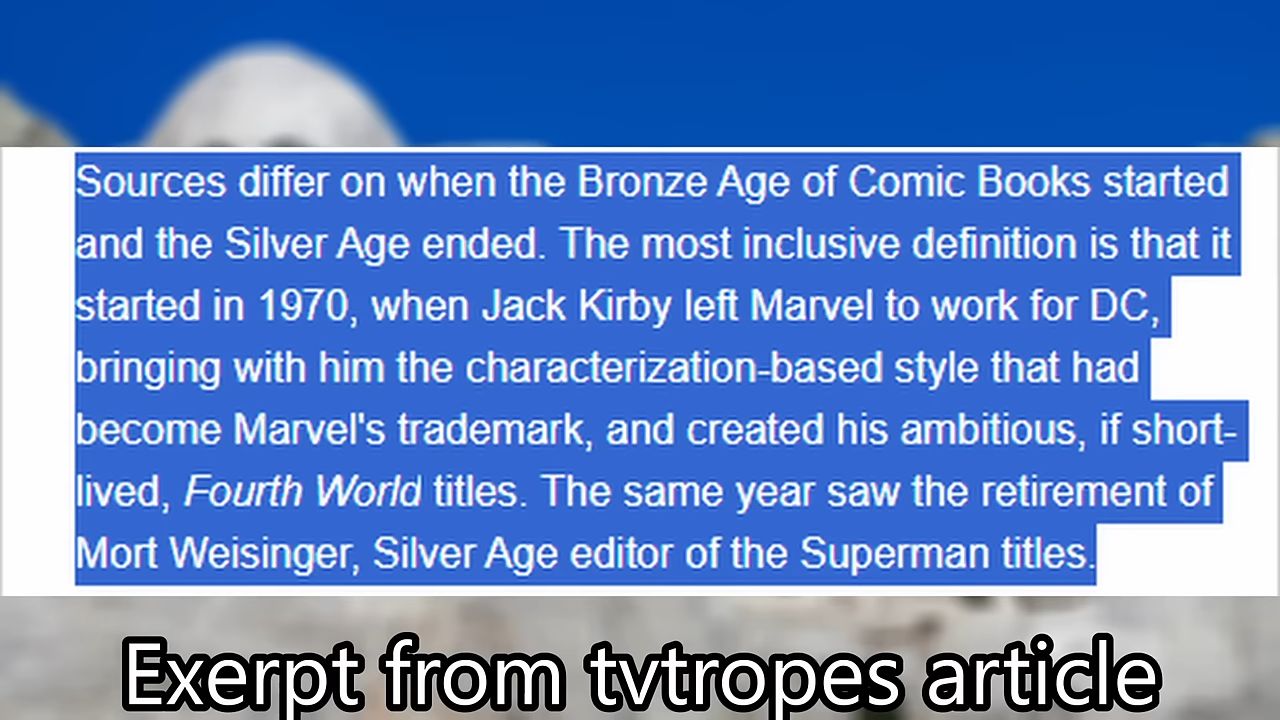 Sources differ on when the Bronze Age of Comic Books started
and the Silver Age ended. The most inclusive definition is that it
started in 1970, when Jack Kirby left Marvel to work for DC,
bringing with him the characterization-based style that had
become Marvel's trademark, and created his ambitious, if short-
lived, Fourth World titles. The same year saw the retirement of
Mort Weisinger, Silver Age editor of the Superman titles.
Exerpt from tvtropes article